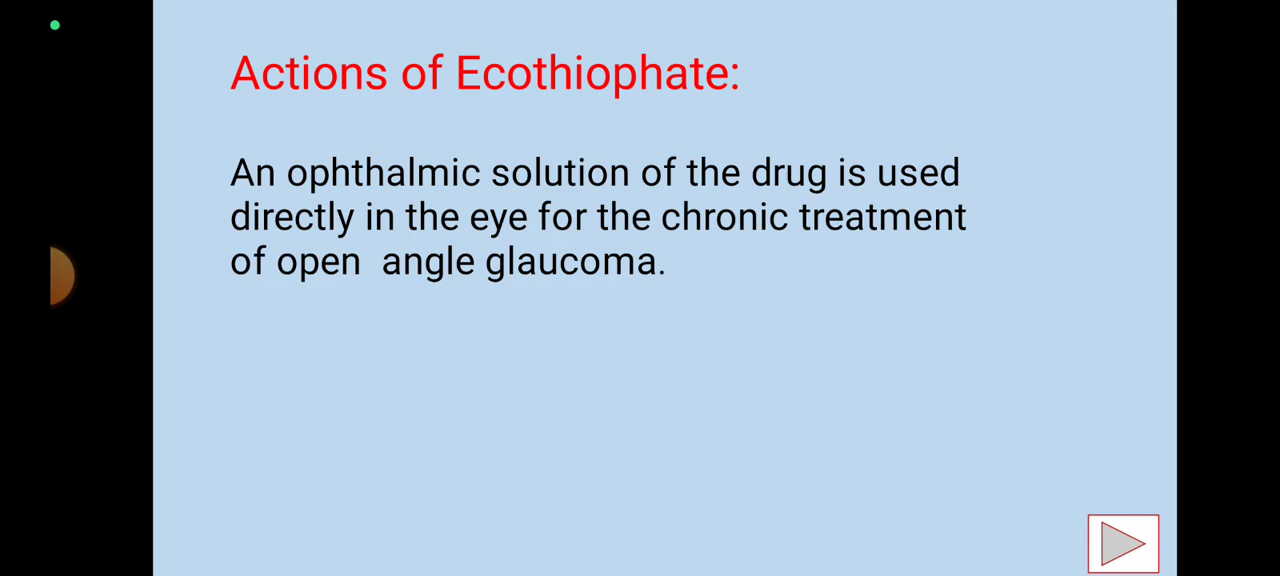 Actions of Ecothiophate:
An ophthalmic solution of the drug is used
directly in the eye for the chronic treatment
of open  angle glaucoma.